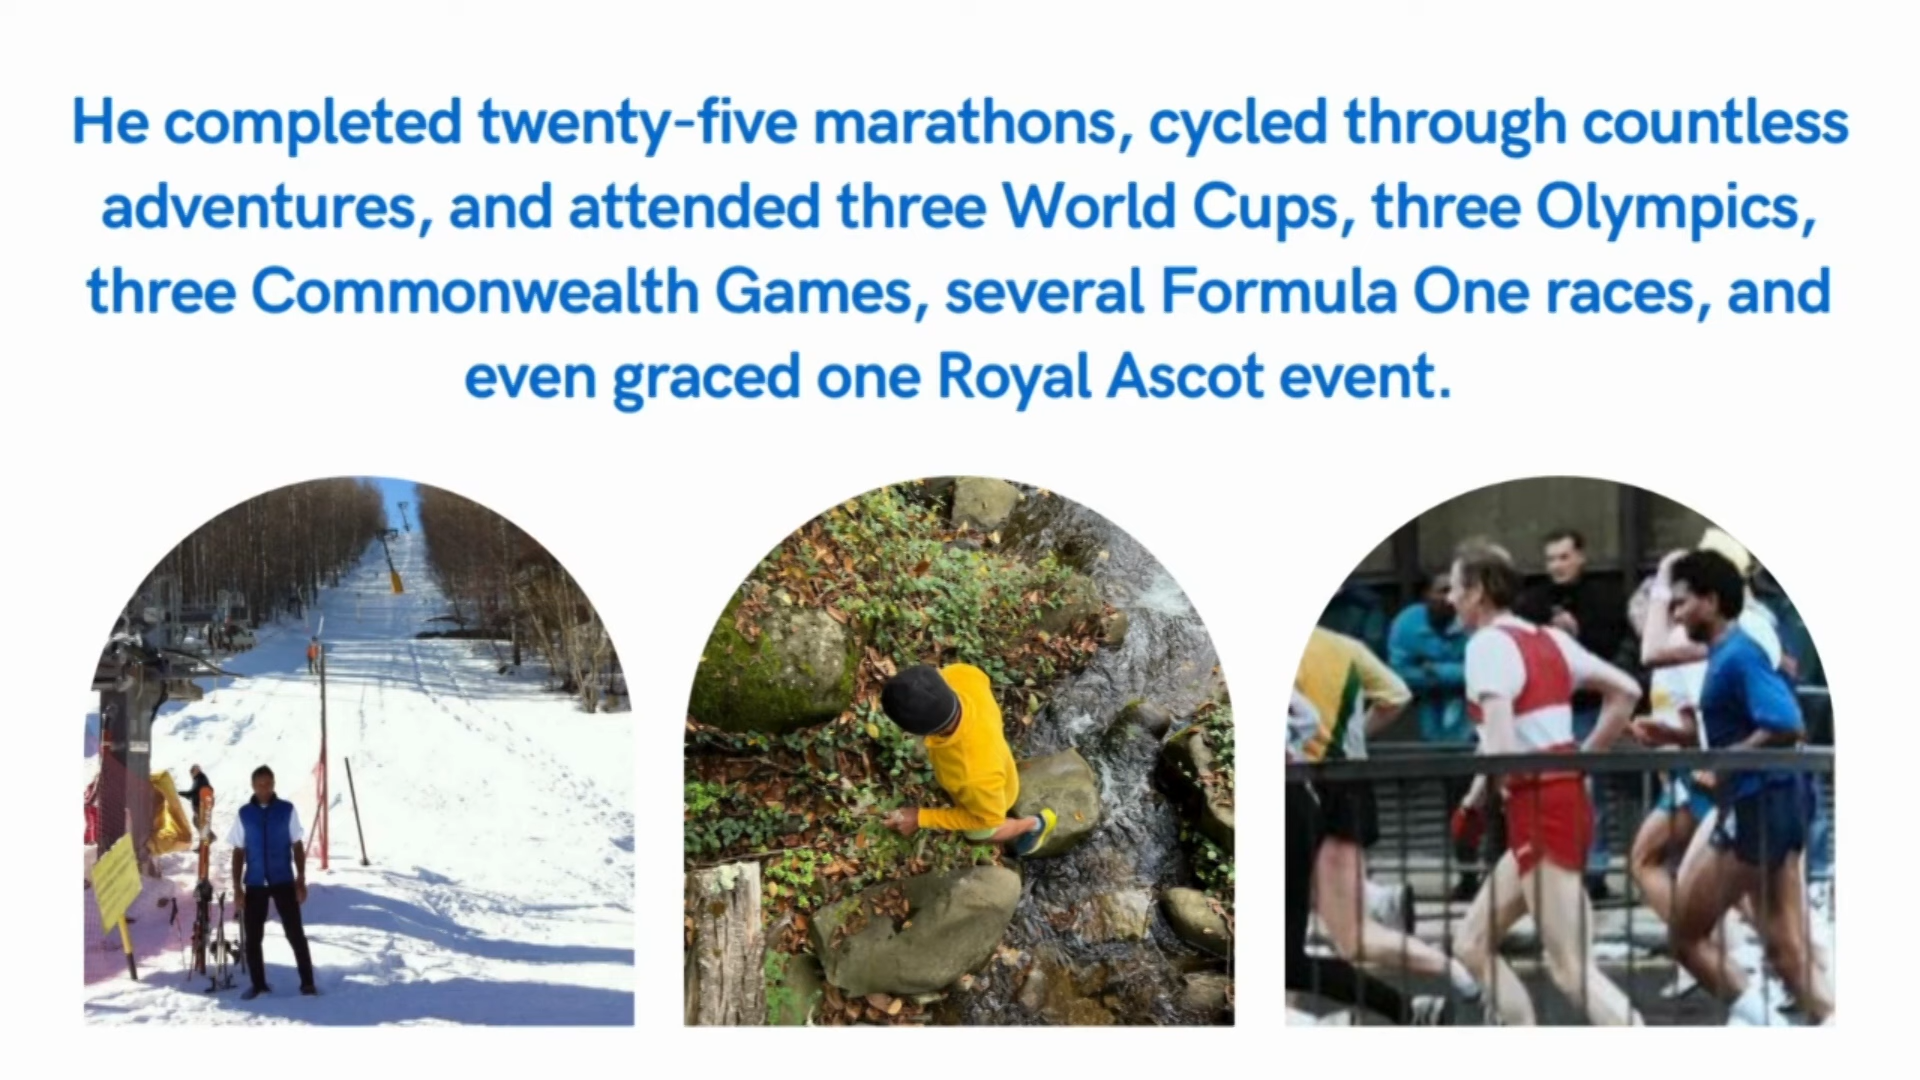 He completed twenty-five marathons, cycled through countless
adventures, and attended three World Cups, three Olympics,
three Commonwealth Games, several Formula One races, and
even graced one Royal Ascot event.